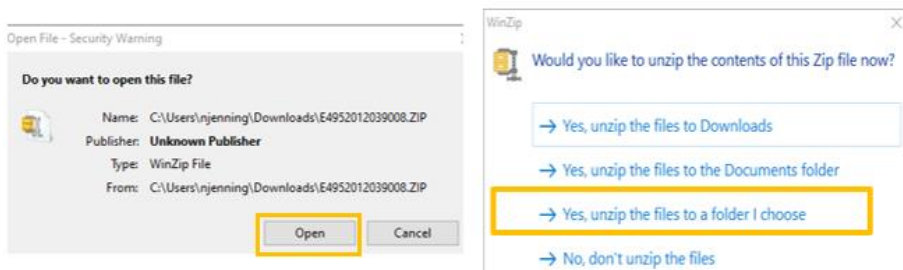 Open File - Security Warning
Do you want to open this file?
Name: C:\Users\njenning\Downloads\E4952012039008.ZIP
Publisher: Unknown Publisher
Type: WinZip File
From: C:\Users\njenning\Downloads\E4952012039008.ZIP
Open Cancel
WinZip
Would you like to unzip the contents of this Zip file now?
→ Yes, unzip the files to Downloads
→ Yes, unzip the files to the Documents folder
→ Yes, unzip the files to a folder I choose
→ No, don't unzip the files